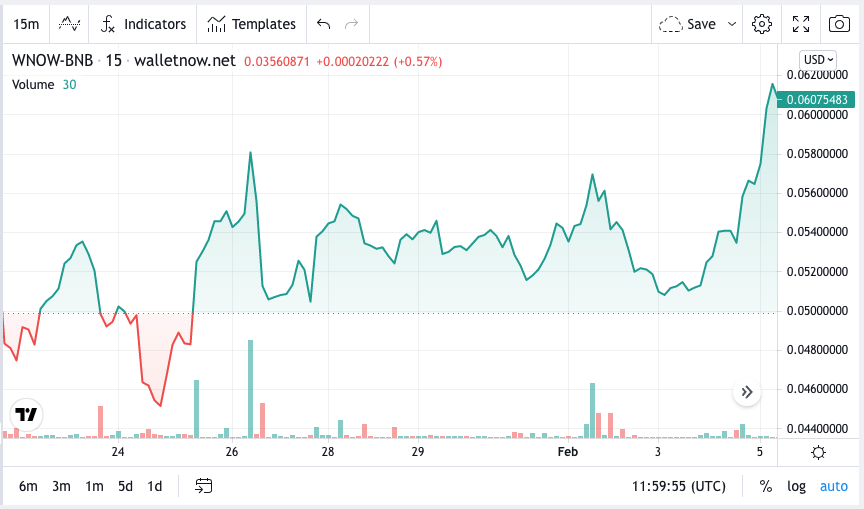 15m Indicators Templates Save
WNOW-BNB · 15 · walletnow.net 0.03560871 +0.00020222 (+0.57%)
USD
Volume 30
0.06200000
0.06075483
0.06000000
0.05800000
0.05600000
0.05400000
0.05200000
0.05000000
0.04800000
0.04600000
0.04400000
24 26 28 29 Feb 3 5
6m 3m 1m 5d 1d 11:59:55 (UTC) % log auto